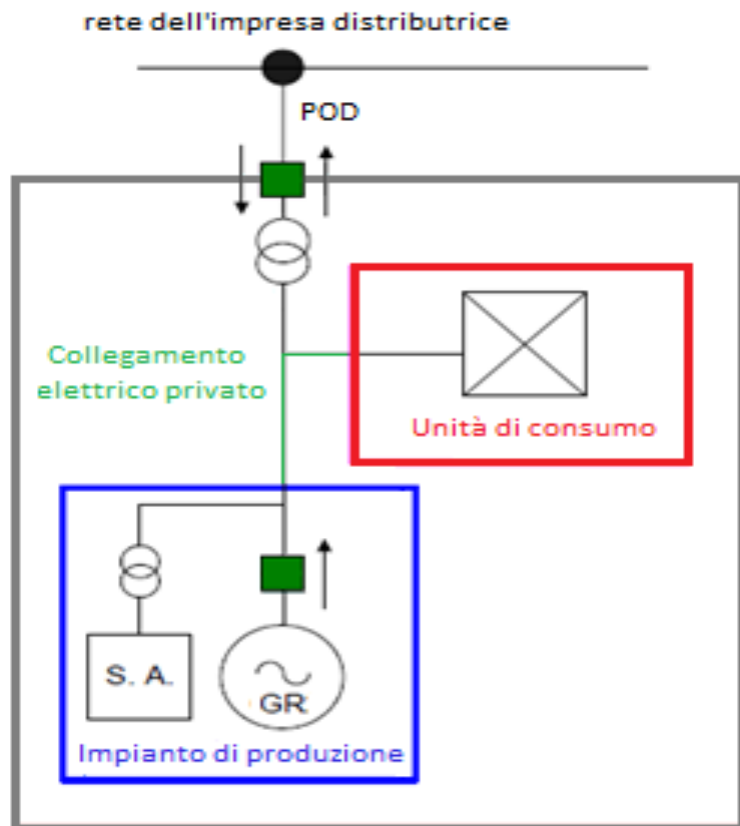 rete dell'impresa distributrice
POD
Collegamento
elettrico privato
Unità di consumo
S. A.
GR
Impianto di produzione